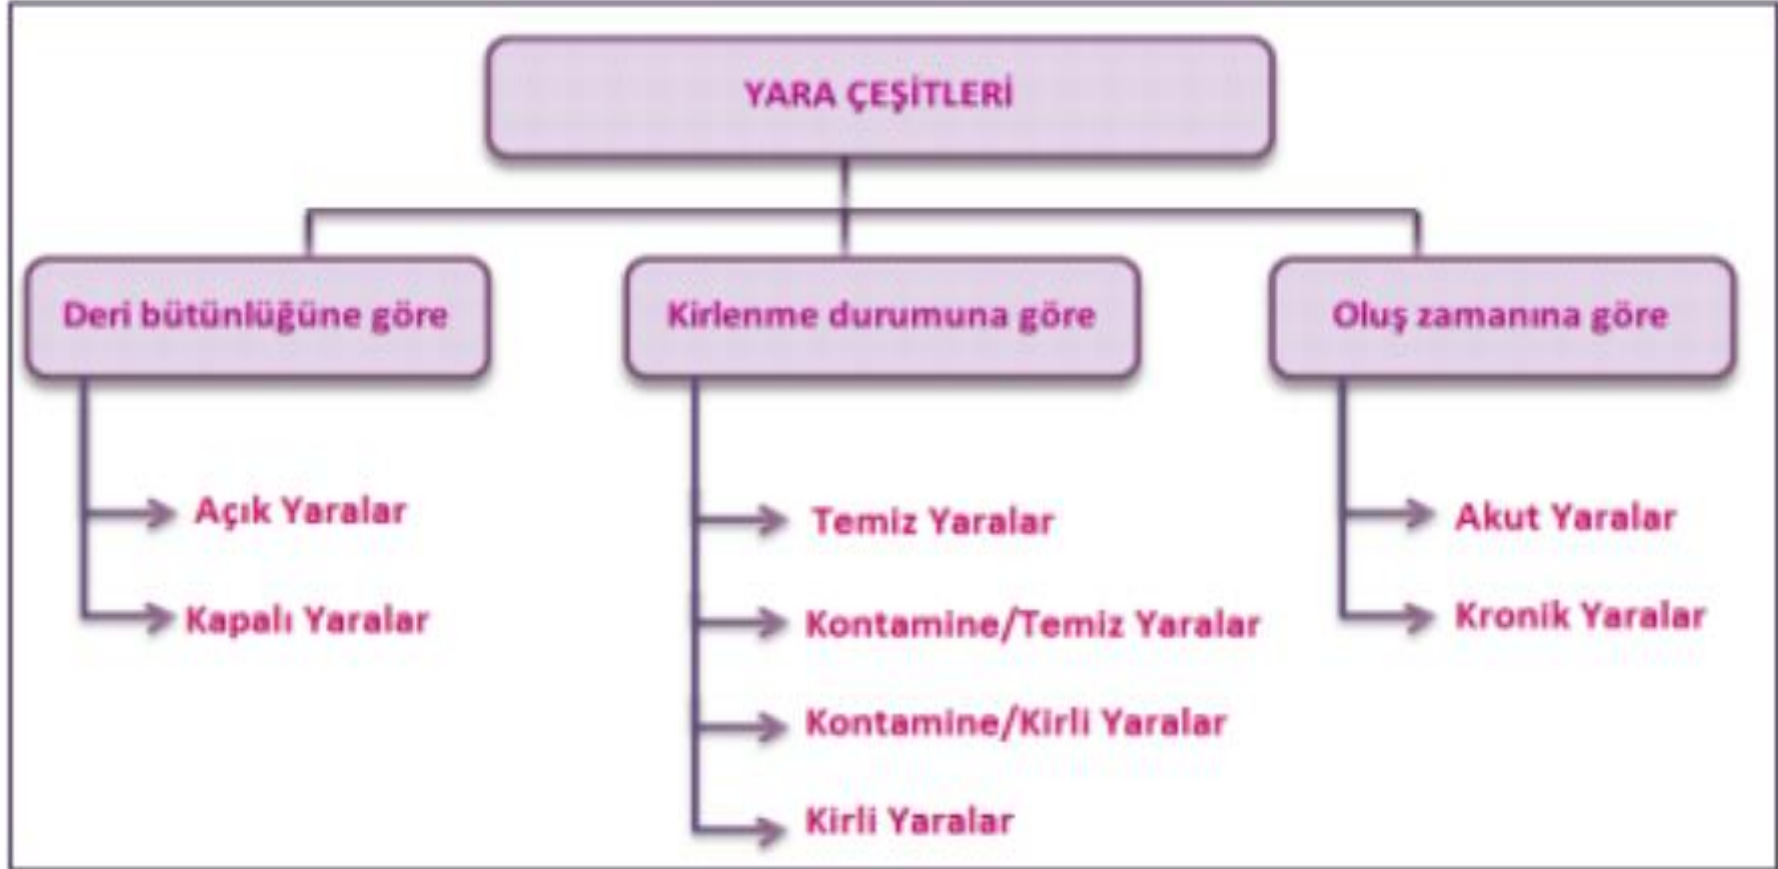 YARA ÇEŞİTLERİ
Deri bütünlüğüne göre
Açık Yaralar
Kapalı Yaralar
Kirlenme durumuna göre
Temiz Yaralar
Kontamine/Temiz Yaralar
Kontamine/Kirli Yaralar
Kirli Yaralar
Oluş zamanına göre
Akut Yaralar
Kronik Yaralar